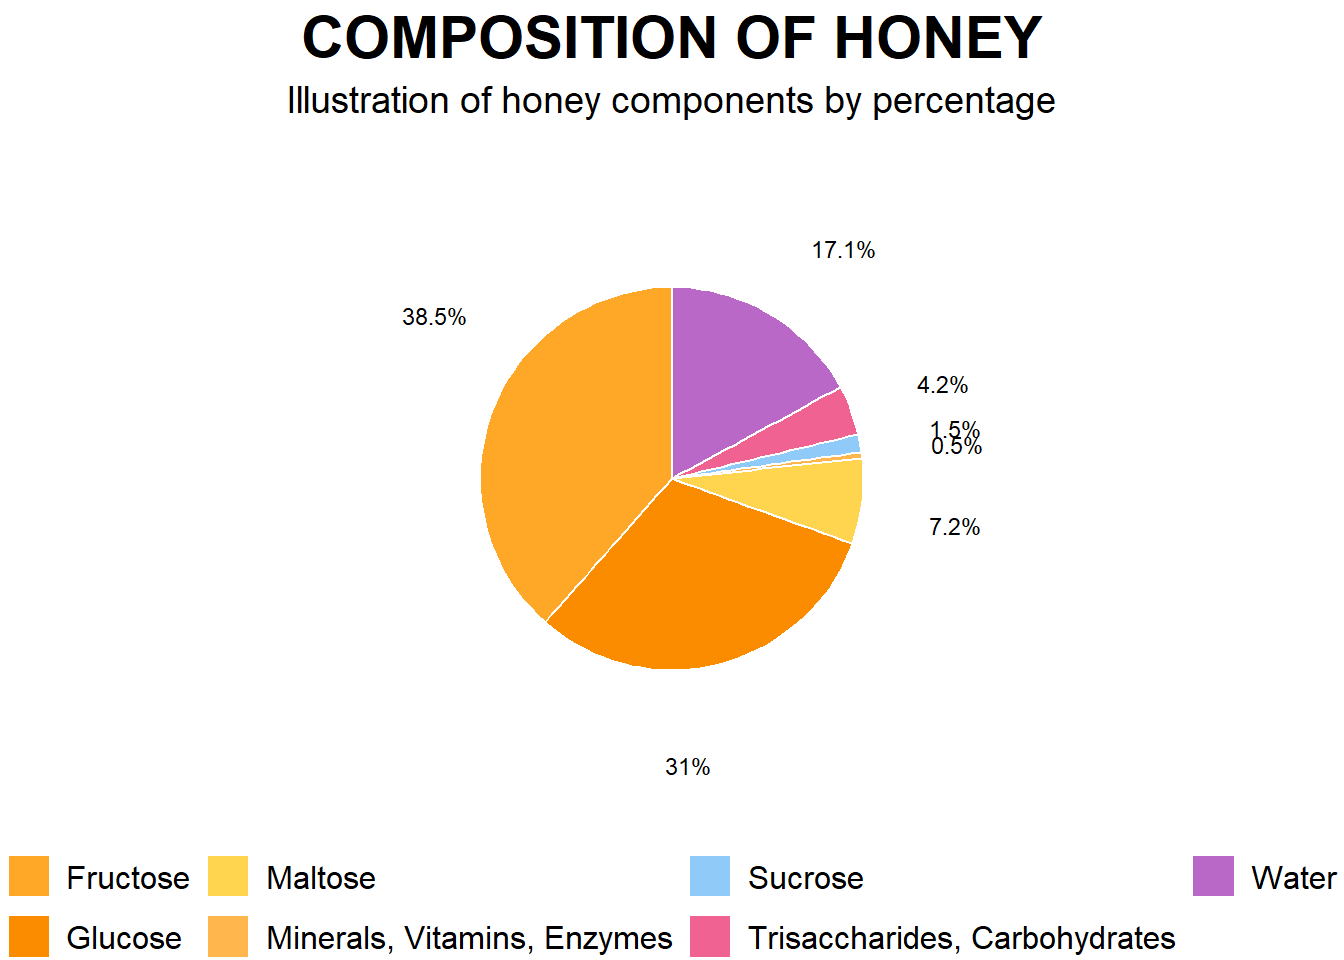 COMPOSITION OF HONEY
Illustration of honey components by percentage
17.1%
38.5%
4.2%
1.5%
0.5%
7.2%
31%
Fructose Maltose Sucrose Water
Glucose Minerals, Vitamins, Enzymes Trisaccharides, Carbohydrates